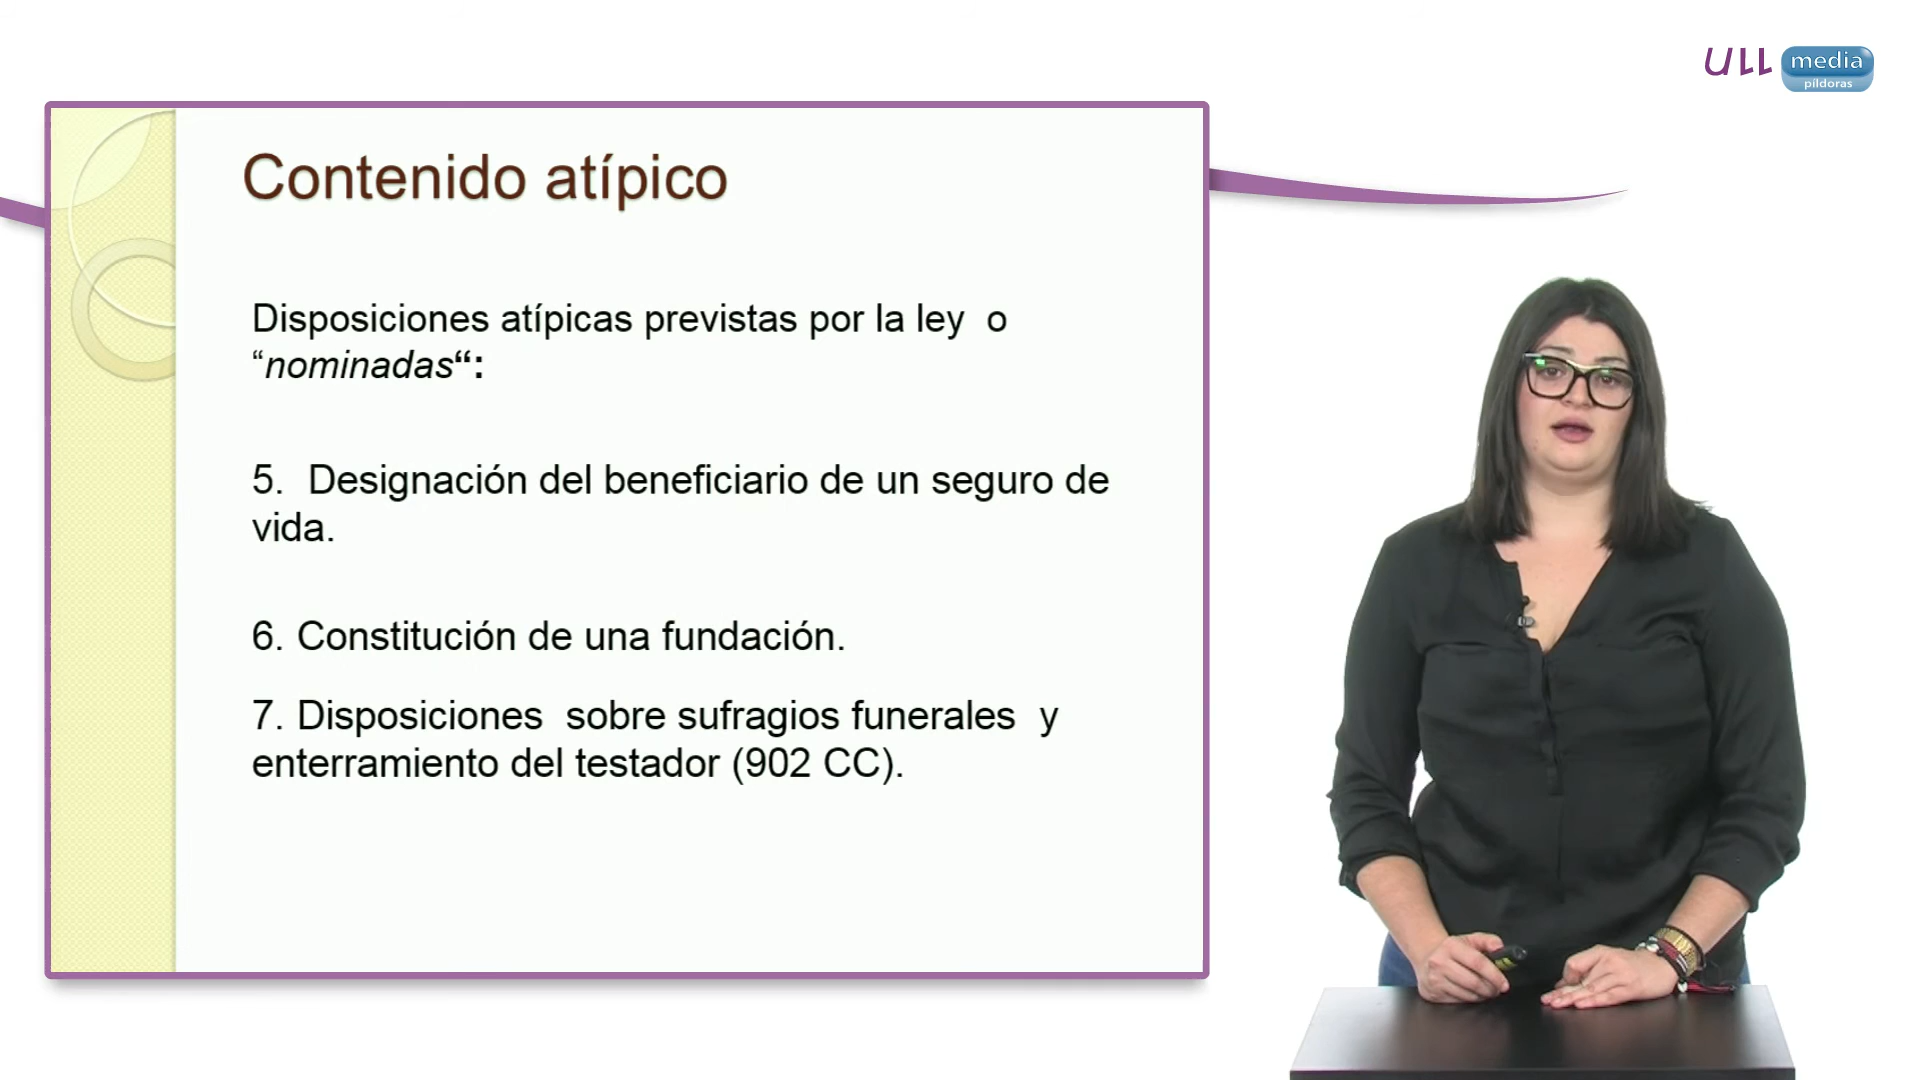 ULL media
píldoras
Contenido atípico
Disposiciones atípicas previstas por la ley  o
“nominadas“:
5.  Designación del beneficiario de un seguro de
vida.
6. Constitución de una fundación.
7. Disposiciones  sobre sufragios funerales  y
enterramiento del testador (902 CC).